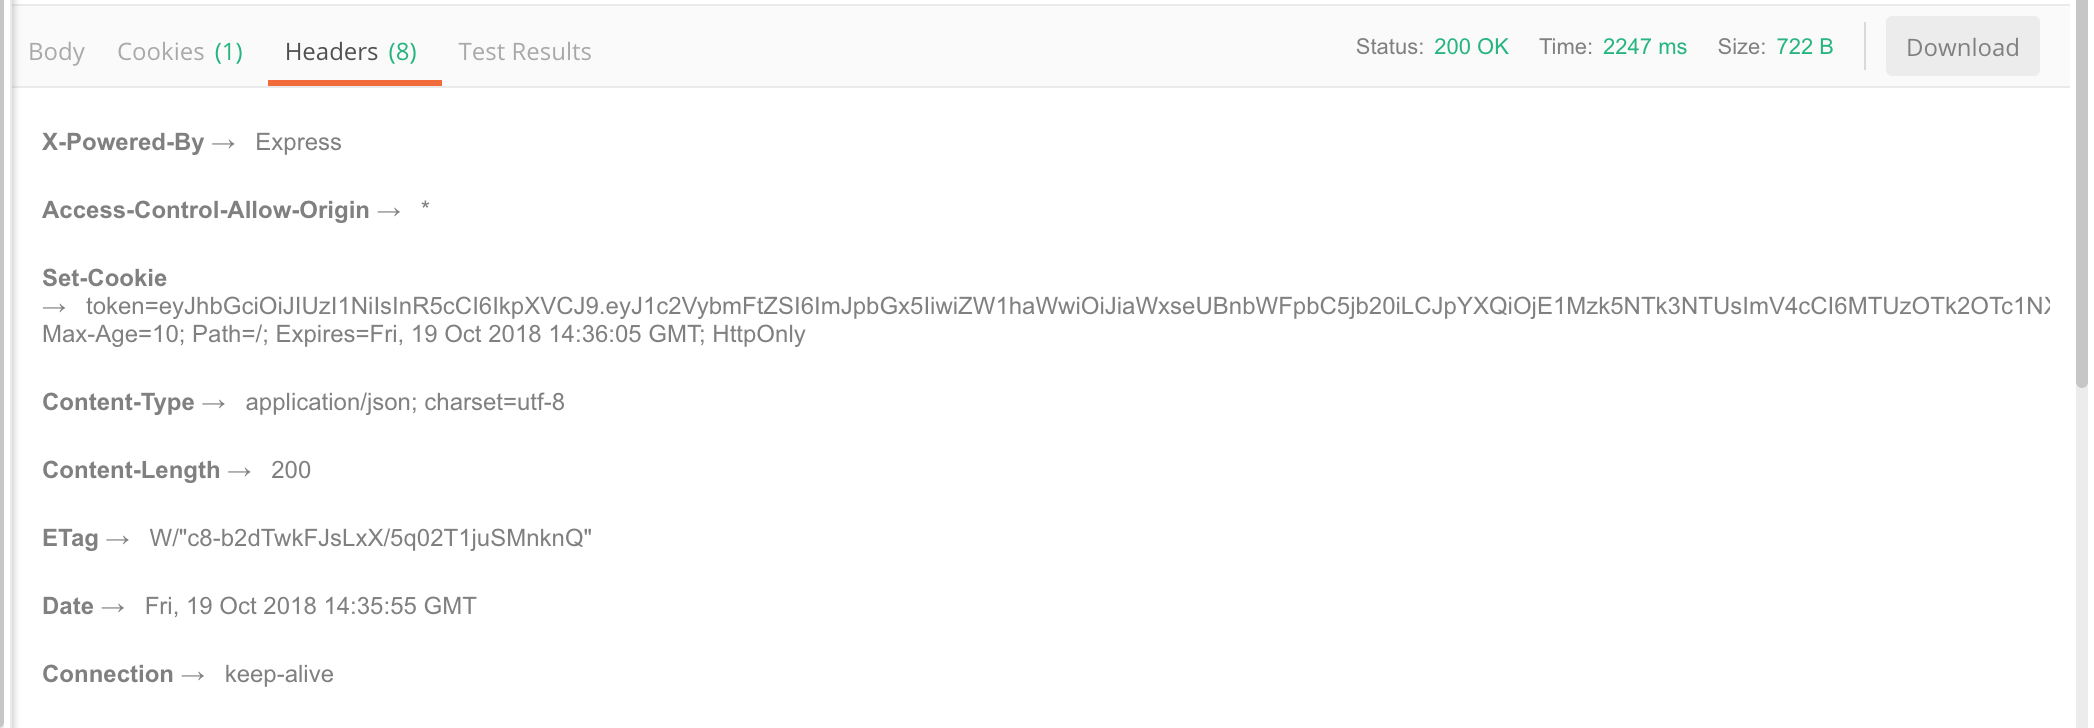 Body Cookies (1) Headers (8) Test Results Status: 200 OK Time: 2247 ms Size: 722 B Download
X-Powered-By → Express
Access-Control-Allow-Origin → *
Set-Cookie
→ token=eyJhbGciOiJIUzI1NiIsInR5cCI6IkpXVCJ9.eyJ1c2VybmFtZSI6ImJpbGx5IiwiZW1haWwiOiJiaWxseUBnbWFpbC5jb20iLCJpYXQiOjE1Mzk5NTk3NTUsImV4cCI6MTUzOTk2OTc1NX
Max-Age=10; Path=/; Expires=Fri, 19 Oct 2018 14:36:05 GMT; HttpOnly
Content-Type → application/json; charset=utf-8
Content-Length → 200
ETag → W/"c8-b2dTwkFJsLxX/5q02T1juSMnknQ"
Date → Fri, 19 Oct 2018 14:35:55 GMT
Connection → keep-alive